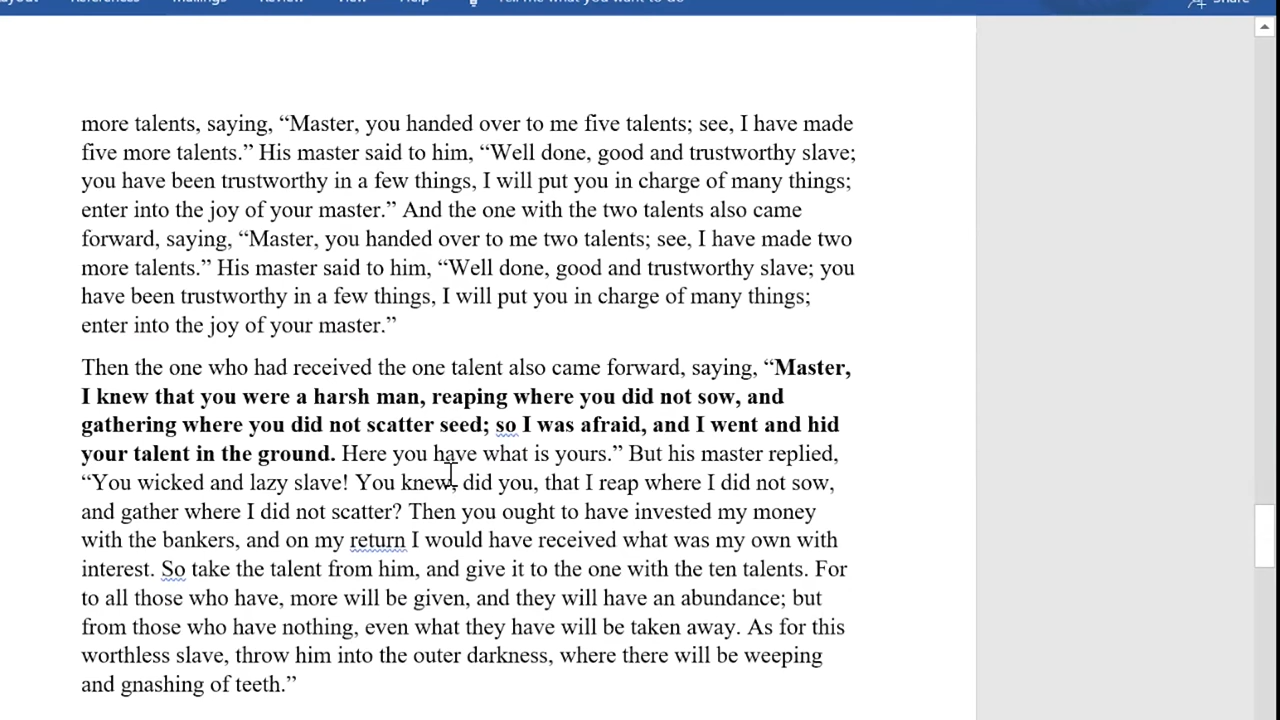 Layout References Mailings Review View Help Tell me what you want to do Share
more talents, saying, “Master, you handed over to me five talents; see, I have made
five more talents.” His master said to him, “Well done, good and trustworthy slave;
you have been trustworthy in a few things, I will put you in charge of many things;
enter into the joy of your master.” And the one with the two talents also came
forward, saying, “Master, you handed over to me two talents; see, I have made two
more talents.” His master said to him, “Well done, good and trustworthy slave; you
have been trustworthy in a few things, I will put you in charge of many things;
enter into the joy of your master.”
Then the one who had received the one talent also came forward, saying, “Master,
I knew that you were a harsh man, reaping where you did not sow, and
gathering where you did not scatter seed; so I was afraid, and I went and hid
your talent in the ground. Here you have what is yours.” But his master replied,
“You wicked and lazy slave! You knew, did you, that I reap where I did not sow,
and gather where I did not scatter? Then you ought to have invested my money
with the bankers, and on my return I would have received what was my own with
interest. So take the talent from him, and give it to the one with the ten talents. For
to all those who have, more will be given, and they will have an abundance; but
from those who have nothing, even what they have will be taken away. As for this
worthless slave, throw him into the outer darkness, where there will be weeping
and gnashing of teeth.”